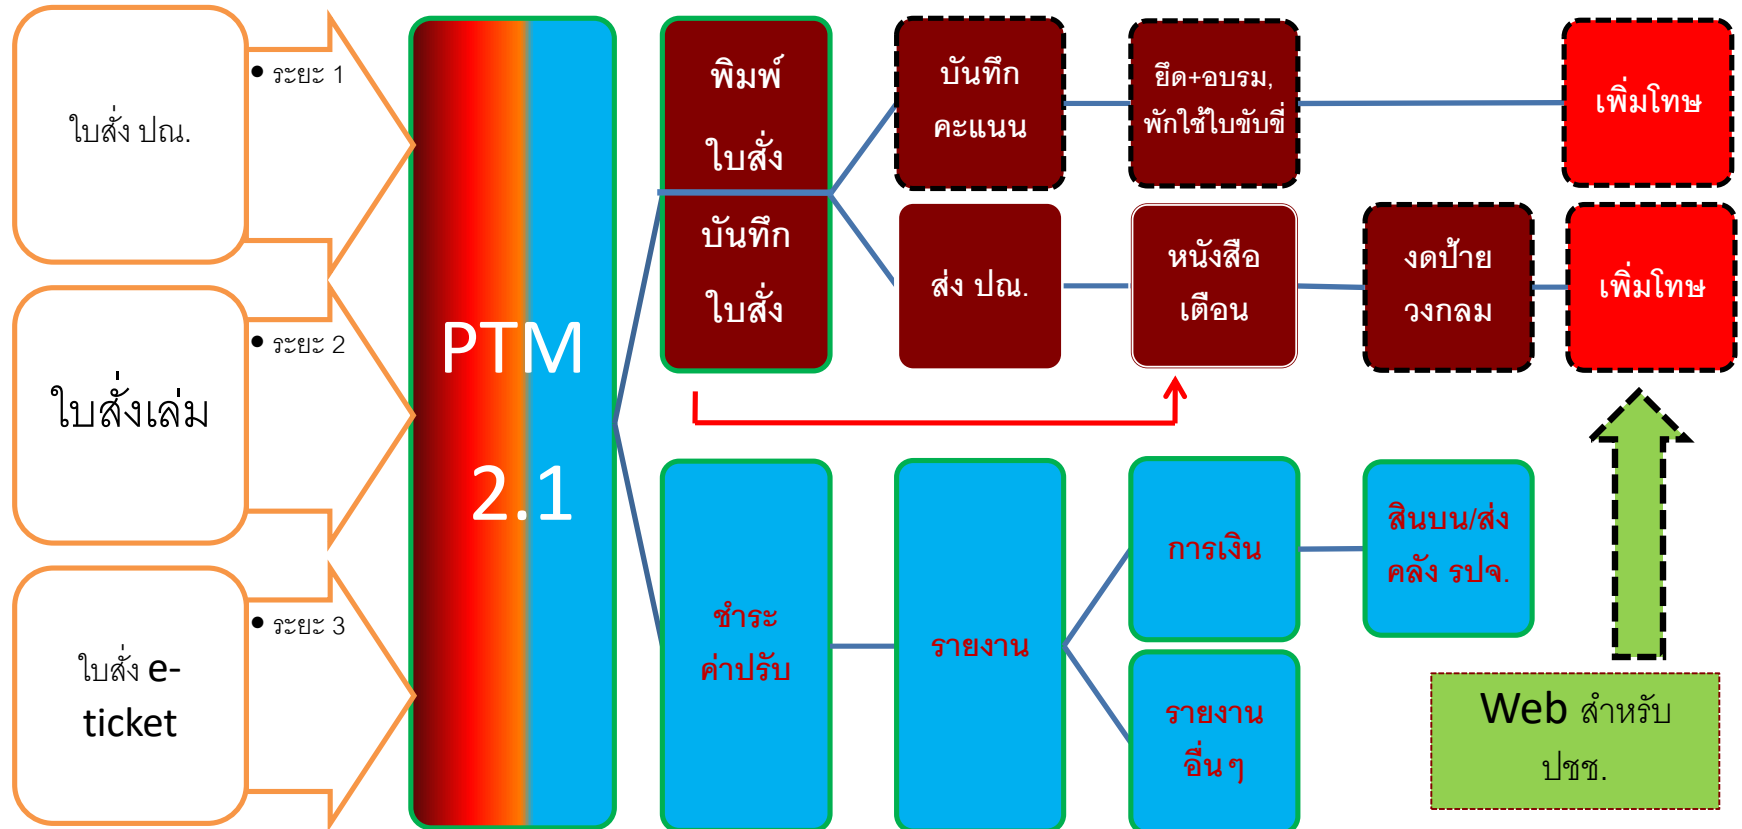 ใบสั่ง ปณ.
• ระยะ 1
ใบสั่งเล่ม
• ระยะ 2
ใบสั่ง e-
ticket
• ระยะ 3
PTM
2.1
พิมพ์
ใบสั่ง
บันทึก
ใบสั่ง
บันทึก
คะแนน
ยึด+อบรม,
พักใช้ใบขับขี่
เพิ่มโทษ
ส่ง ปณ.
หนังสือ
เตือน
งดป้าย
วงกลม
เพิ่มโทษ
ชำระ
ค่าปรับ
รายงาน
การเงิน
สินบน/ส่ง
คลัง รปจ.
รายงาน
อื่นๆ
Web สำหรับ
ปชช.